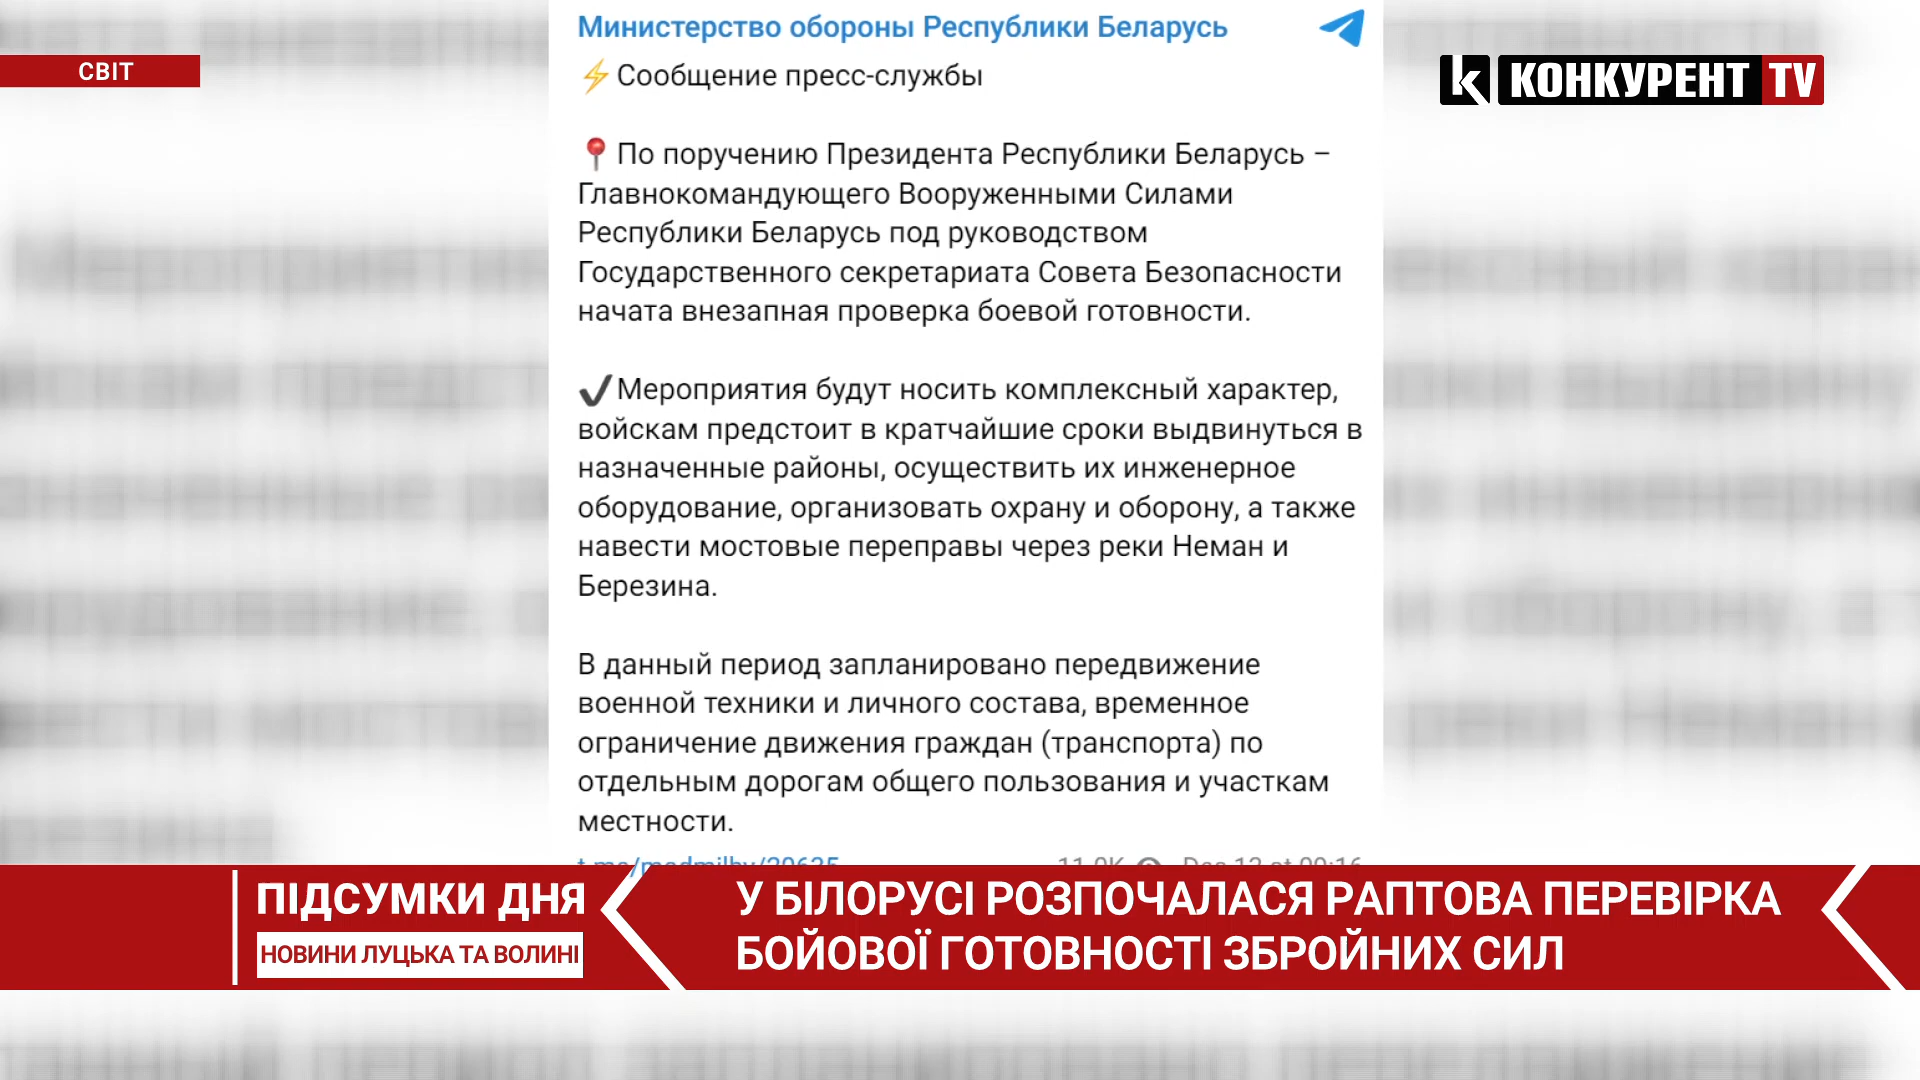 СВІТ
КОНКУРЕНТ TV
Министерство обороны Республики Беларусь
⚡Сообщение пресс-службы
📍По поручению Президента Республики Беларусь –
Главнокомандующего Вооруженными Силами
Республики Беларусь под руководством
Государственного секретариата Совета Безопасности
начата внезапная проверка боевой готовности.
✔Мероприятия будут носить комплексный характер,
войскам предстоит в кратчайшие сроки выдвинуться в
назначенные районы, осуществить их инженерное
оборудование, организовать охрану и оборону, а также
навести мостовые переправы через реки Неман и
Березина.
В данный период запланировано передвижение
военной техники и личного состава, временное
ограничение движения граждан (транспорта) по
отдельным дорогам общего пользования и участкам
местности.
ПІДСУМКИ ДНЯ
НОВИНИ ЛУЦЬКА ТА ВОЛИНІ
У БІЛОРУСІ РОЗПОЧАЛАСЯ РАПТОВА ПЕРЕВІРКА
БОЙОВОЇ ГОТОВНОСТІ ЗБРОЙНИХ СИЛ